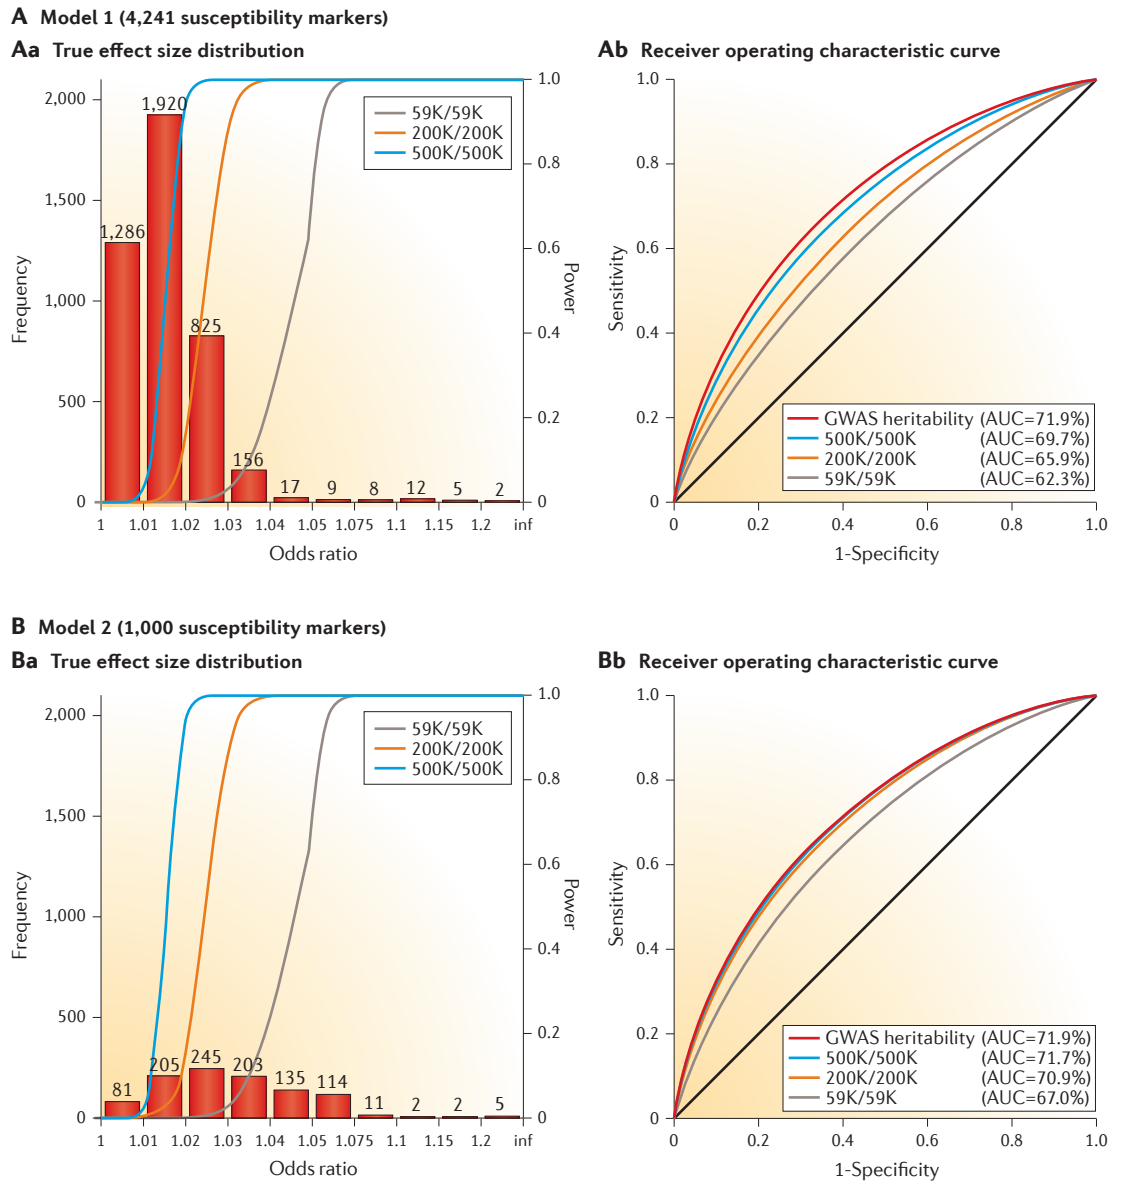 A Model 1 (4,241 susceptibility markers)
Aa True effect size distribution
2,000
1,500
1,000
500
0
Frequency
1,286
1,920
825
156
17
9
8
12
5
2
59K/59K
200K/200K
500K/500K
1.0
0.8
0.6
0.4
0.2
0
Power
1 1.01 1.02 1.03 1.04 1.05 1.075 1.1 1.15 1.2 inf
Odds ratio
Ab Receiver operating characteristic curve
1.0
0.8
0.6
0.4
0.2
0
Sensitivity
GWAS heritability (AUC=71.9%)
500K/500K (AUC=69.7%)
200K/200K (AUC=65.9%)
59K/59K (AUC=62.3%)
0 0.2 0.4 0.6 0.8 1.0
1-Specificity
B Model 2 (1,000 susceptibility markers)
Ba True effect size distribution
2,000
1,500
1,000
500
0
Frequency
81
205
245
203
135
114
11
2
2
5
59K/59K
200K/200K
500K/500K
1.0
0.8
0.6
0.4
0.2
0
Power
1 1.01 1.02 1.03 1.04 1.05 1.075 1.1 1.15 1.2 inf
Odds ratio
Bb Receiver operating characteristic curve
1.0
0.8
0.6
0.4
0.2
0
Sensitivity
GWAS heritability (AUC=71.9%)
500K/500K (AUC=71.7%)
200K/200K (AUC=70.9%)
59K/59K (AUC=67.0%)
0 0.2 0.4 0.6 0.8 1.0
1-Specificity